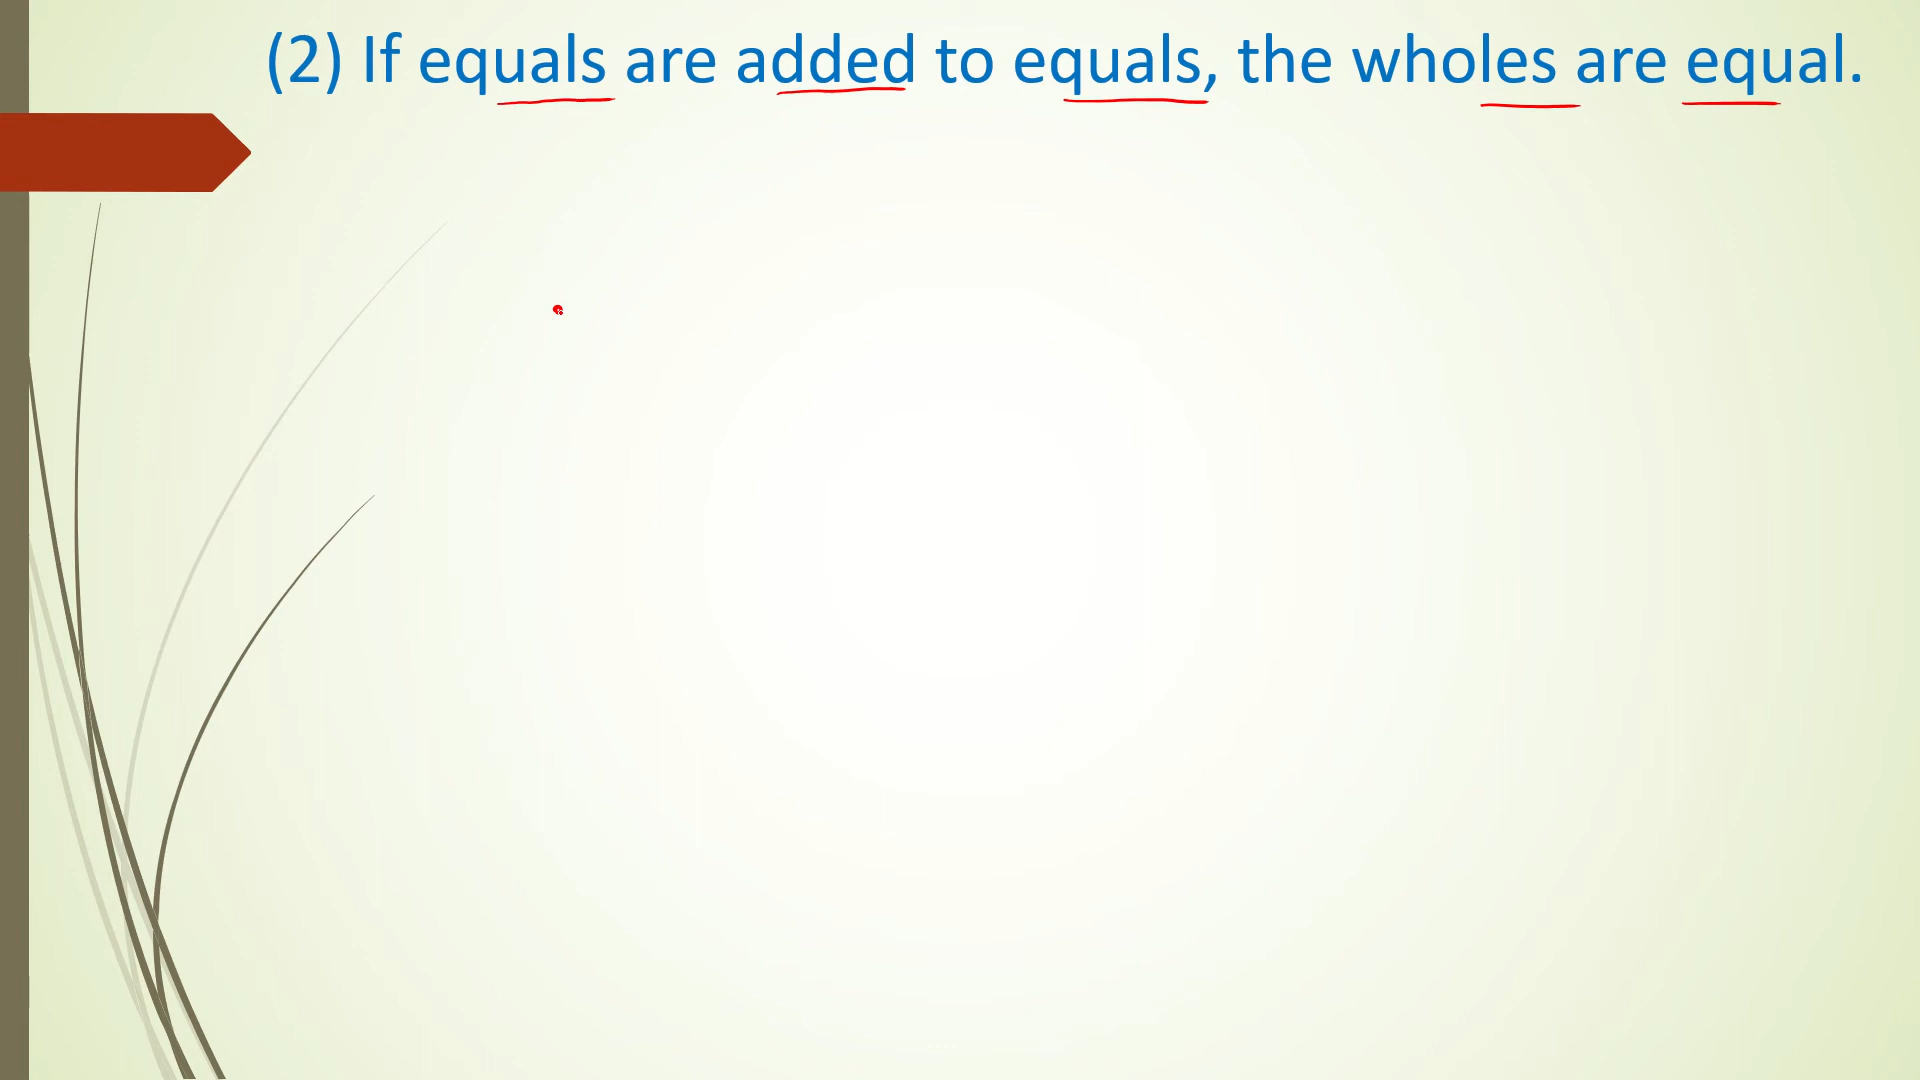 (2) If equals are added to equals, the wholes are equal.